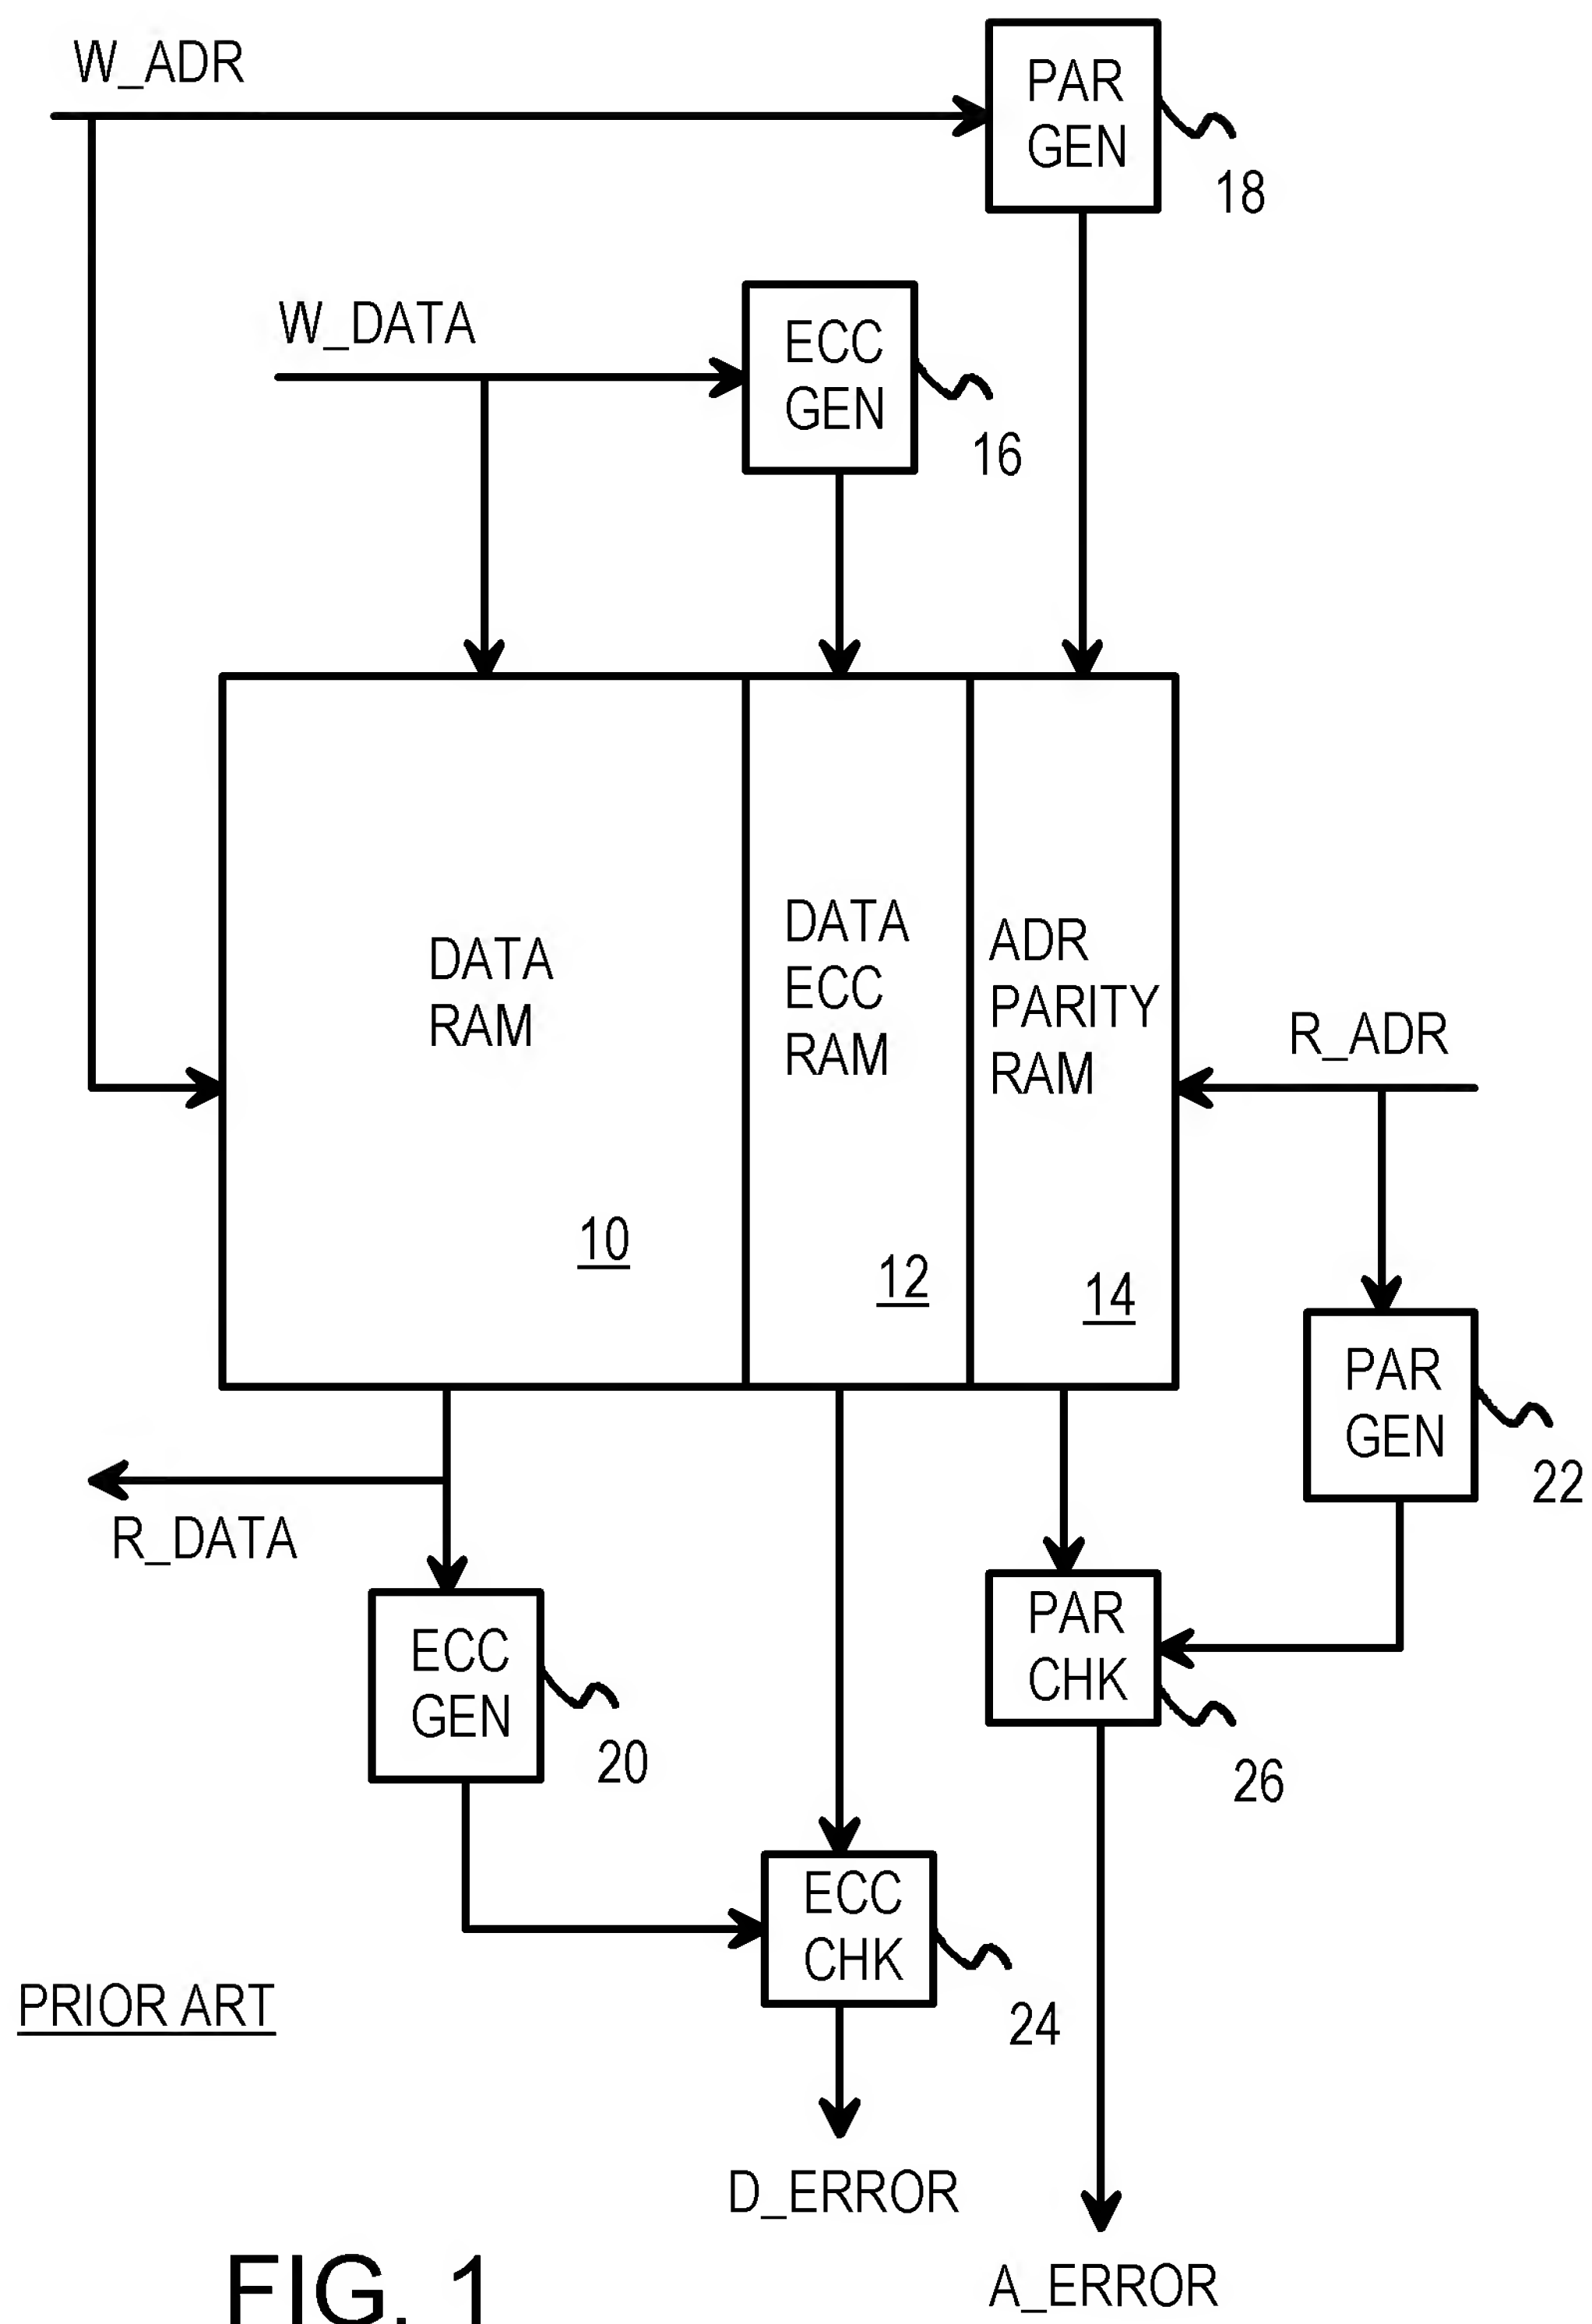 W_ADR
PAR
GEN
18
W_DATA
ECC
GEN
16
DATA
RAM
10
DATA
ECC
RAM
12
ADR
PARITY
RAM
14
R_ADR
PAR
GEN
22
R_DATA
ECC
GEN
20
PAR
CHK
26
ECC
CHK
24
PRIOR ART
D_ERROR
A_ERROR
FIG. 1